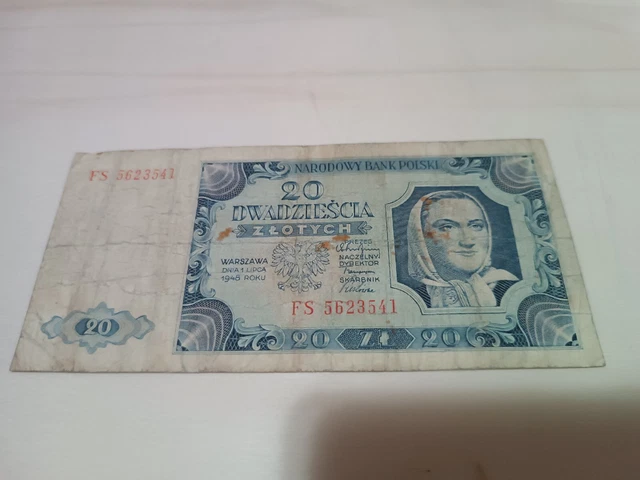 FS 5623541
NARODOWY BANK POLSKI
20
DWADZIEŚCIA
ZŁOTYCH
WARSZAWA
DNIA 1 LIPCA
1948 ROKU
PREZES
NACZELNY
DYREKTOR
SKARBNIK
FS 5623541
20
20 ZŁ 20